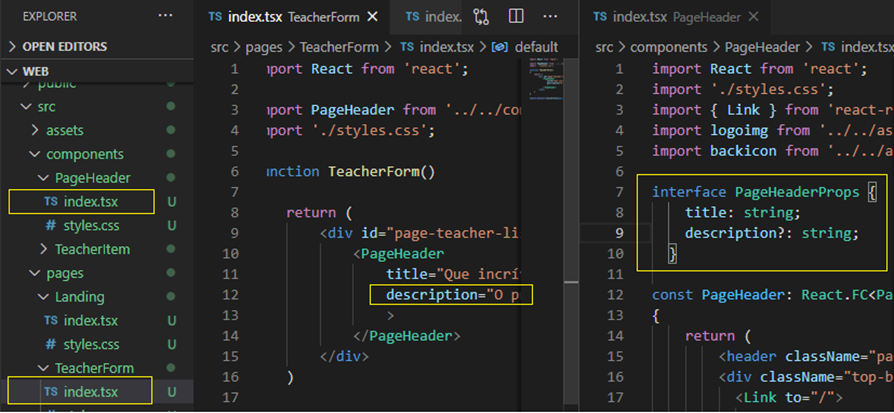 EXPLORER
···
OPEN EDITORS
WEB
public
src
assets
components
PageHeader
TS index.tsx U
# styles.css U
TeacherItem
pages
Landing
TS index.tsx U
# styles.css U
TeacherForm
TS index.tsx U
TS index.tsx TeacherForm X
TS index.
···
src > pages > TeacherForm > TS index.tsx > default
1 mport React from 'react';
2
3 mport PageHeader from '../../co
4 mport './styles.css';
5
6 unction TeacherForm()
7
8 return (
9 <div id="page-teacher-li
10 <PageHeader
11 title="Que incrí
12 description="O p
13 >
14 </PageHeader>
15 </div>
16 )
17
TS index.tsx PageHeader X
src > components > PageHeader > TS index.tsx
1 import React from 'react';
2 import './styles.css';
3 import { Link } from 'react-r
4 import logoimg from '../../as
5 import backicon from '../../a
6
7 interface PageHeaderProps {
8 title: string;
9 description?: string;
10 }
11
12 const PageHeader: React.FC<Pa
13 {
14 return (
15 <header className="pa
16 <div className="top-b
17 <Link to="/">